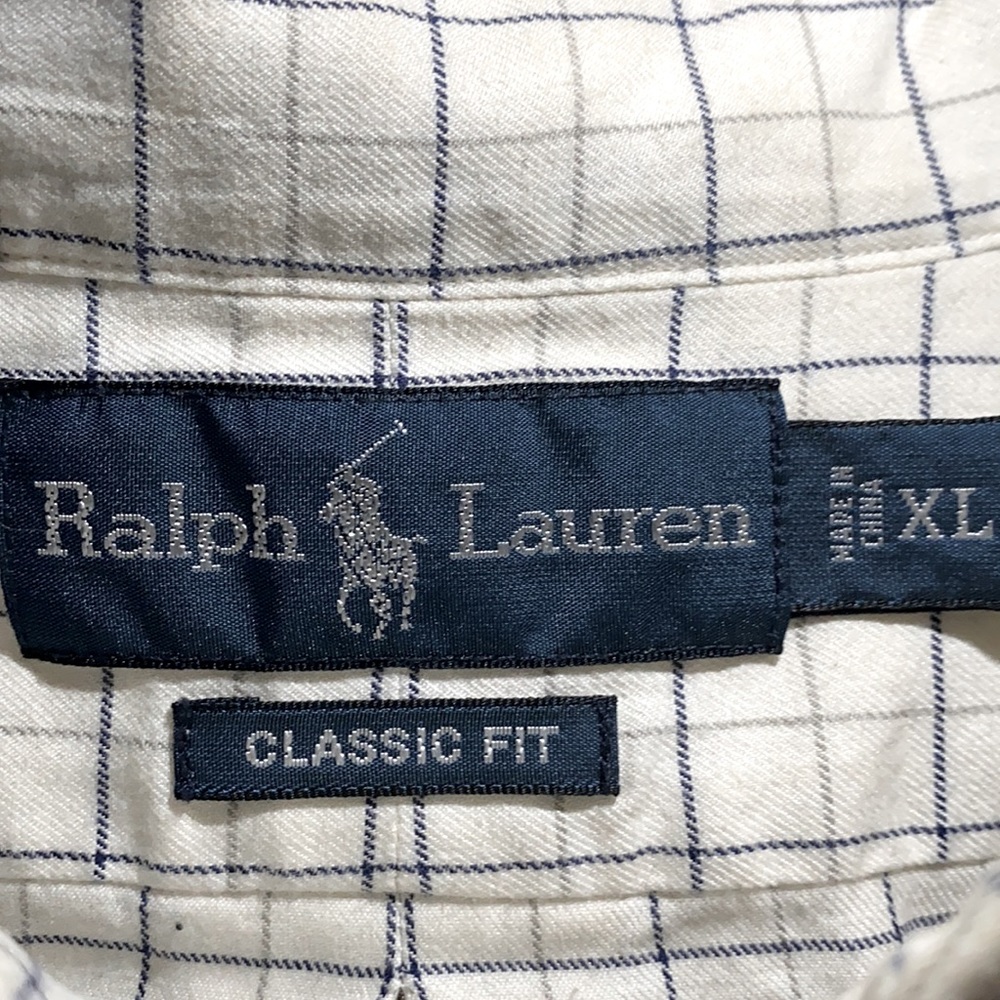 Ralph Lauren
MADE IN
CHINA
XL
CLASSIC FIT